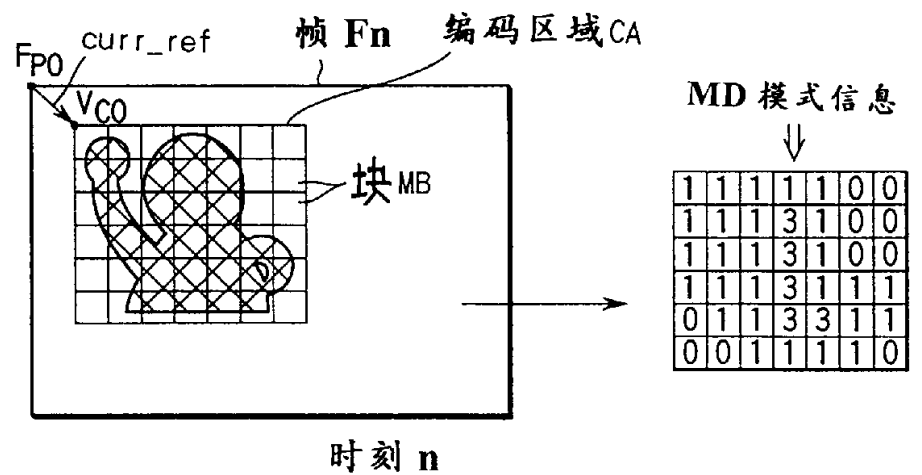 curr_ref
帧 Fn
编码区域CA
FPO
VCO
MD 模式信息
块MB
1 1 1 1 1 0 0
1 1 1 3 1 0 0
1 1 1 3 1 0 0
1 1 1 3 1 1 1
0 1 1 3 3 1 1
0 0 1 1 1 1 0
时刻 n